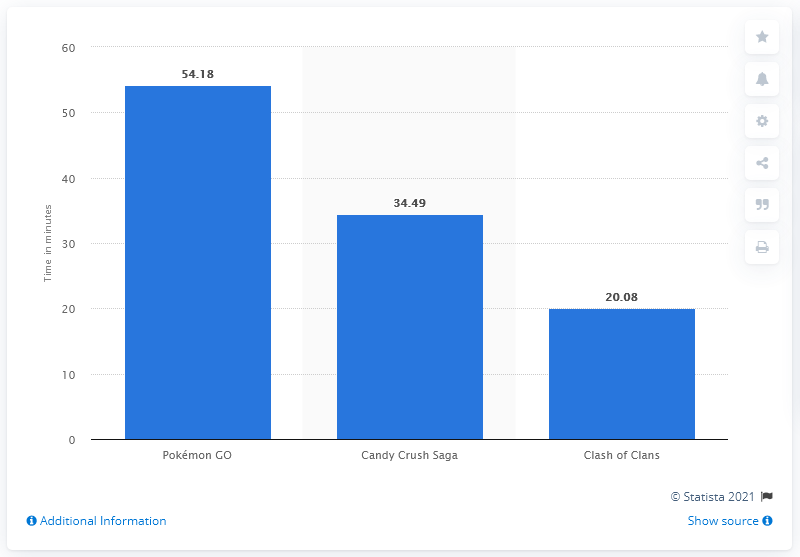 60
54.18
50
40
34.49
30
20.08
20
10
0
Time in minutes
Pokémon GO
Candy Crush Saga
Clash of Clans
© Statista 2021
Additional Information
Show source